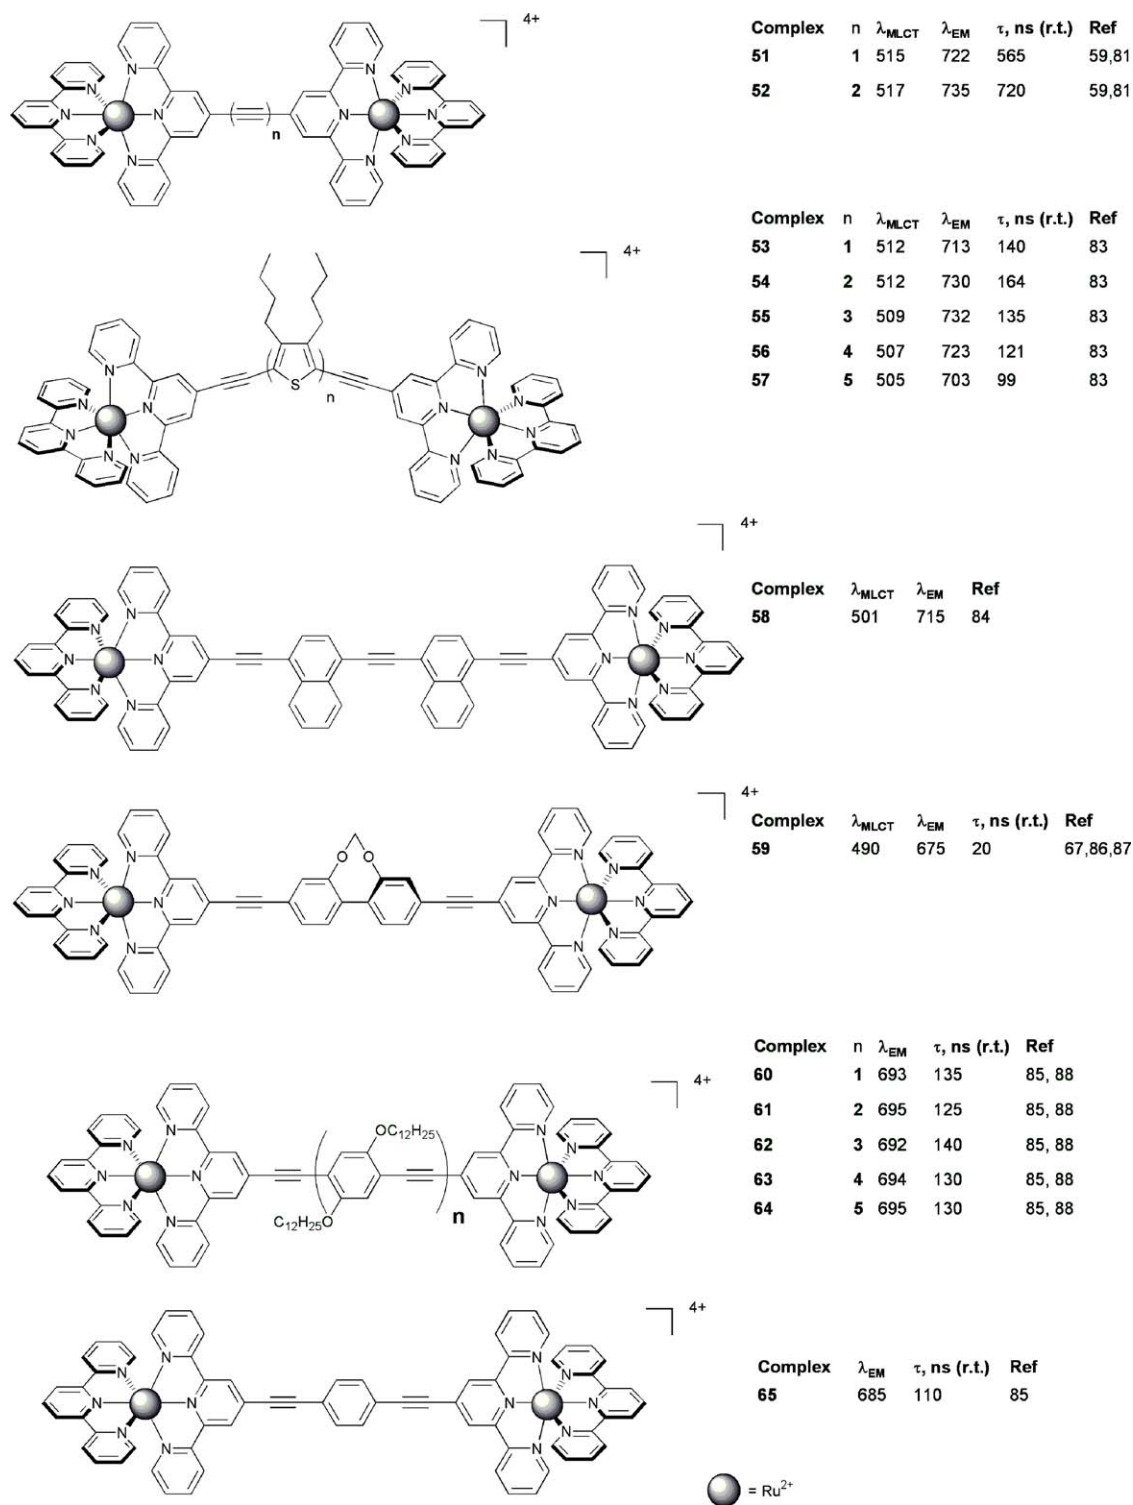 4+
Complex n λMLCT λEM τ, ns (r.t.) Ref
51 1 515 722 565 59,81
52 2 517 735 720 59,81
N N N N N N N N N N N N
n
4+
Complex n λMLCT λEM τ, ns (r.t.) Ref
53 1 512 713 140 83
54 2 512 730 164 83
55 3 509 732 135 83
56 4 507 723 121 83
57 5 505 703 99 83
N N N N N N S N N N N N N
n
4+
Complex λMLCT λEM Ref
58 501 715 84
N N N N N N N N N N N N
4+
Complex λMLCT λEM τ, ns (r.t.) Ref
59 490 675 20 67,86,87
O O
N N N N N N N N N N N N
4+
Complex n λEM τ, ns (r.t.) Ref
60 1 693 135 85, 88
61 2 695 125 85, 88
62 3 692 140 85, 88
63 4 694 130 85, 88
64 5 695 130 85, 88
OC12H25
N N N N N N N N N N N N
C12H25O
n
4+
Complex λEM τ, ns (r.t.) Ref
65 685 110 85
N N N N N N N N N N N N
= Ru2+